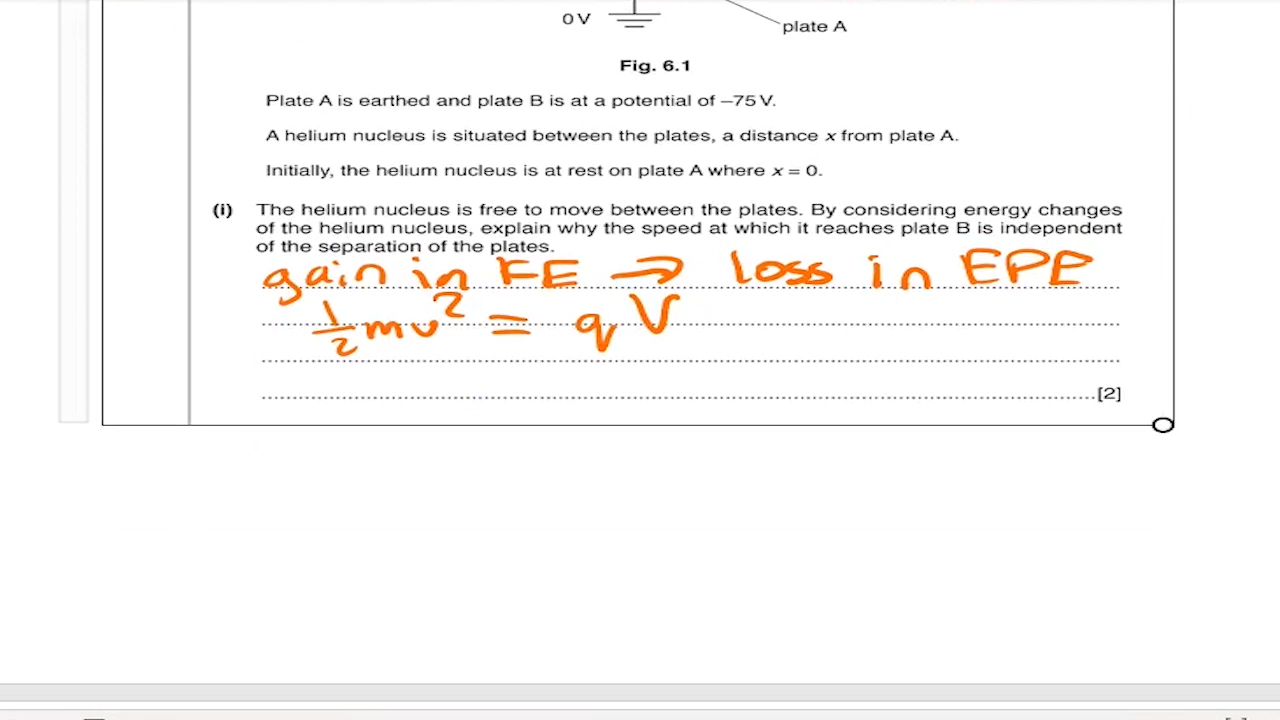 0 V
plate A
Fig. 6.1
Plate A is earthed and plate B is at a potential of –75 V.
A helium nucleus is situated between the plates, a distance x from plate A.
Initially, the helium nucleus is at rest on plate A where x = 0.
(i) The helium nucleus is free to move between the plates. By considering energy changes
of the helium nucleus, explain why the speed at which it reaches plate B is independent
of the separation of the plates.
gain in KE → loss in EPE
½mv² = qV
[2]